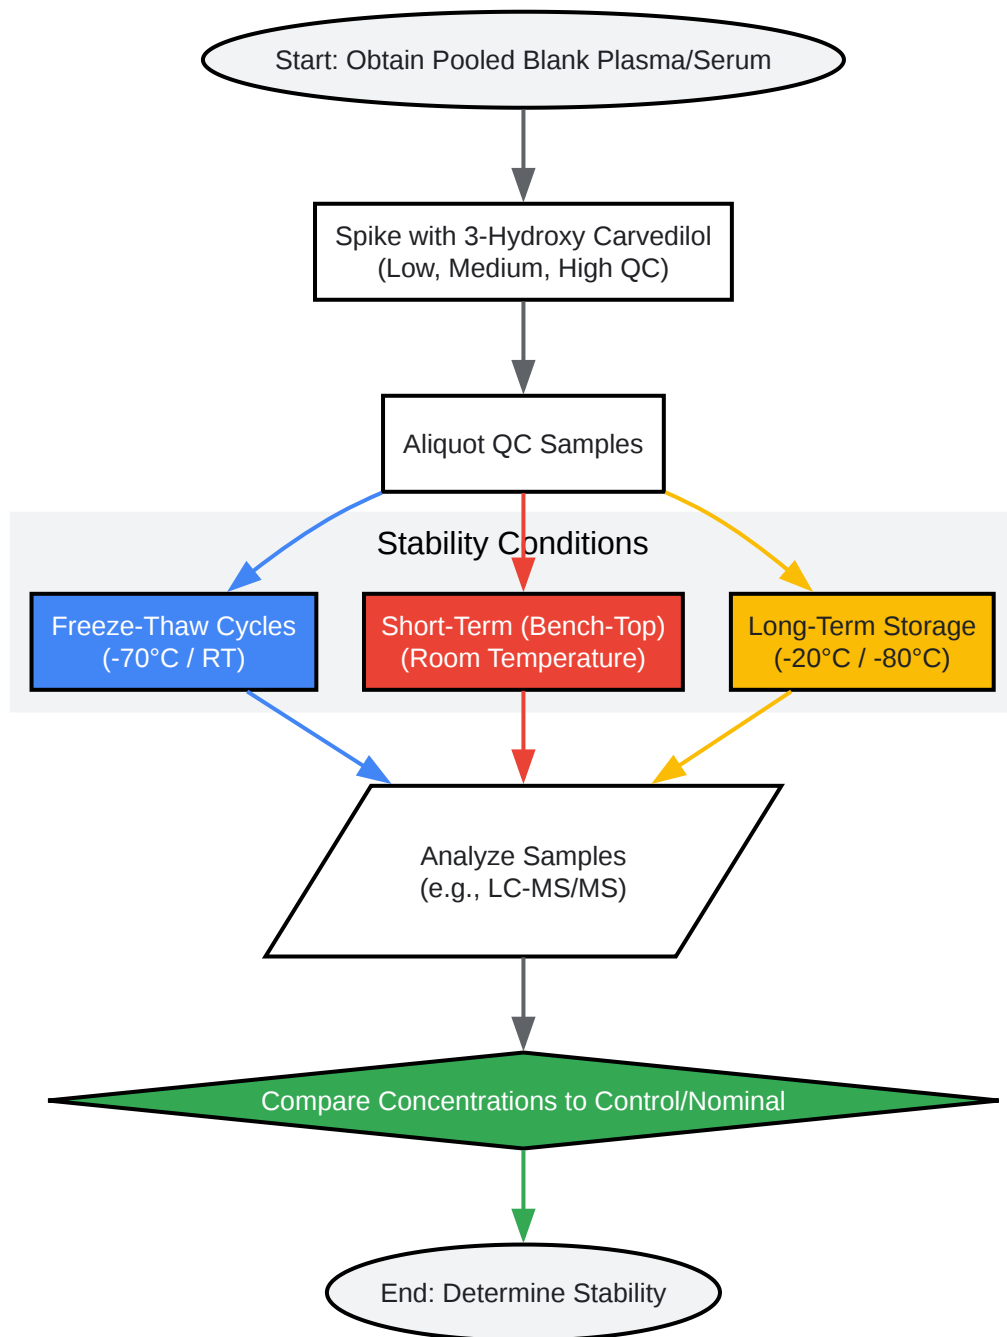 Start: Obtain Pooled Blank Plasma/Serum
Spike with 3-Hydroxy Carvedilol
(Low, Medium, High QC)
Aliquot QC Samples
Stability Conditions
Freeze-Thaw Cycles
(-70°C / RT)
Short-Term (Bench-Top)
(Room Temperature)
Long-Term Storage
(-20°C / -80°C)
Analyze Samples
(e.g., LC-MS/MS)
Compare Concentrations to Control/Nominal
End: Determine Stability